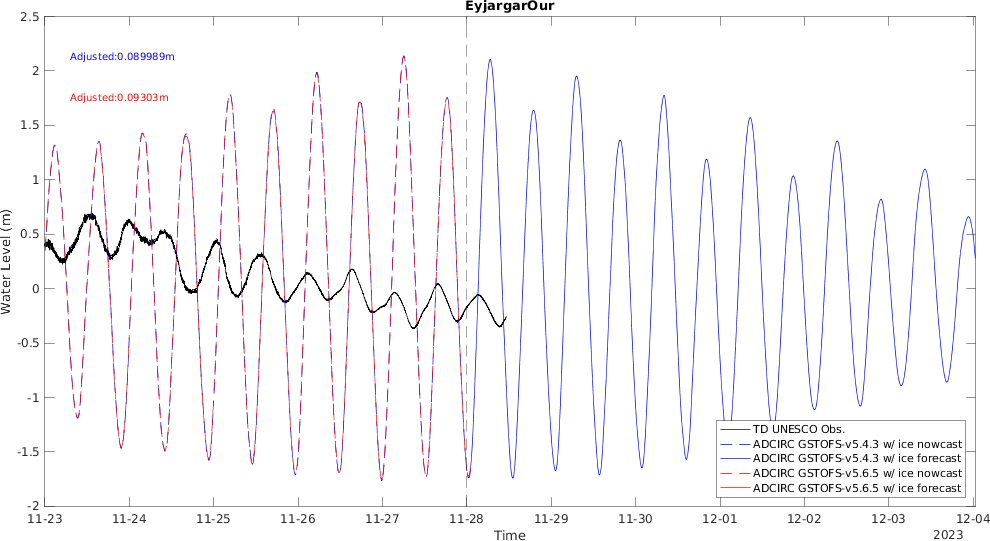 EyjargarOur
2.5
Adjusted:0.089989m
2
Adjusted:0.09303m
1.5
1
0.5
0
-0.5
-1
-1.5
-2
Water Level (m)
TD UNESCO Obs.
ADCIRC GSTOFS-v5.4.3 w/ ice nowcast
ADCIRC GSTOFS-v5.4.3 w/ ice forecast
ADCIRC GSTOFS-v5.6.5 w/ ice nowcast
ADCIRC GSTOFS-v5.6.5 w/ ice forecast
11-23 11-24 11-25 11-26 11-27 11-28 11-29 11-30 12-01 12-02 12-03 12-04
Time
2023